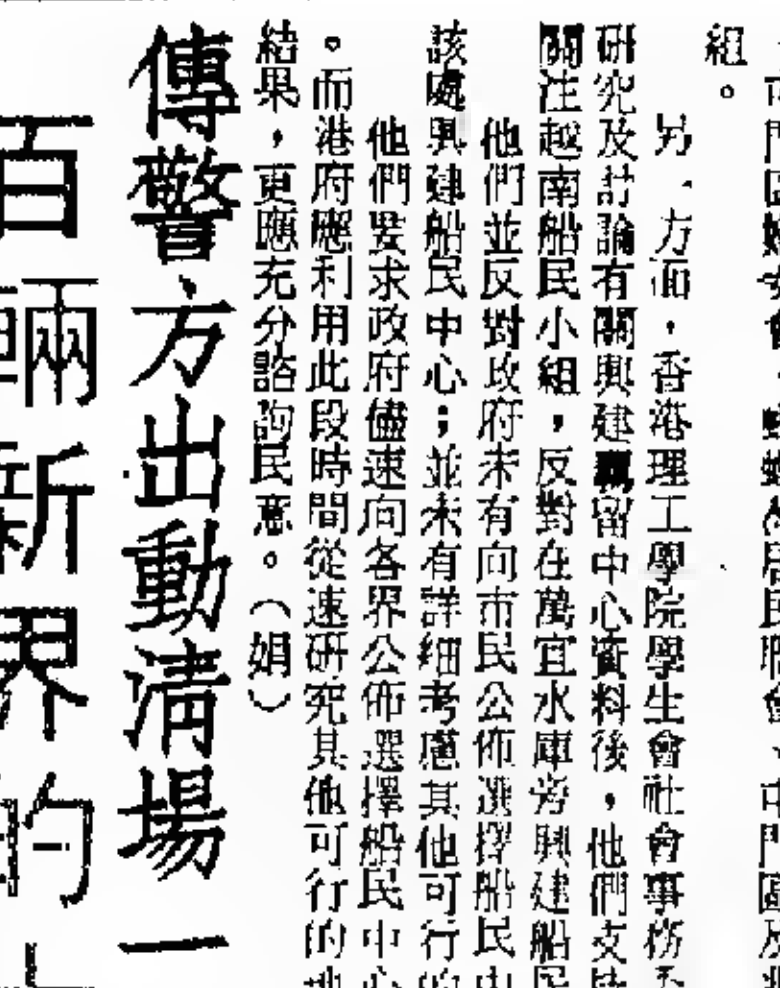 組。
另一方面，香港理工學院學生會社會事務
研究及討論有關興建羈留中心資料後，他們支
關注越南船民小組，反對在萬宜水庫旁興建船民
他們並反對政府未有向市民公佈選擇船民中
該處興建船民中心；並未有詳細考慮其他可行的
他們要求政府儘速向各界公佈選擇船民中心
。而港府應利用此段時間從速研究其他可行的地
結果，更應充分諮詢民意。（娟）
傳警方出動清場一
百輛新界的